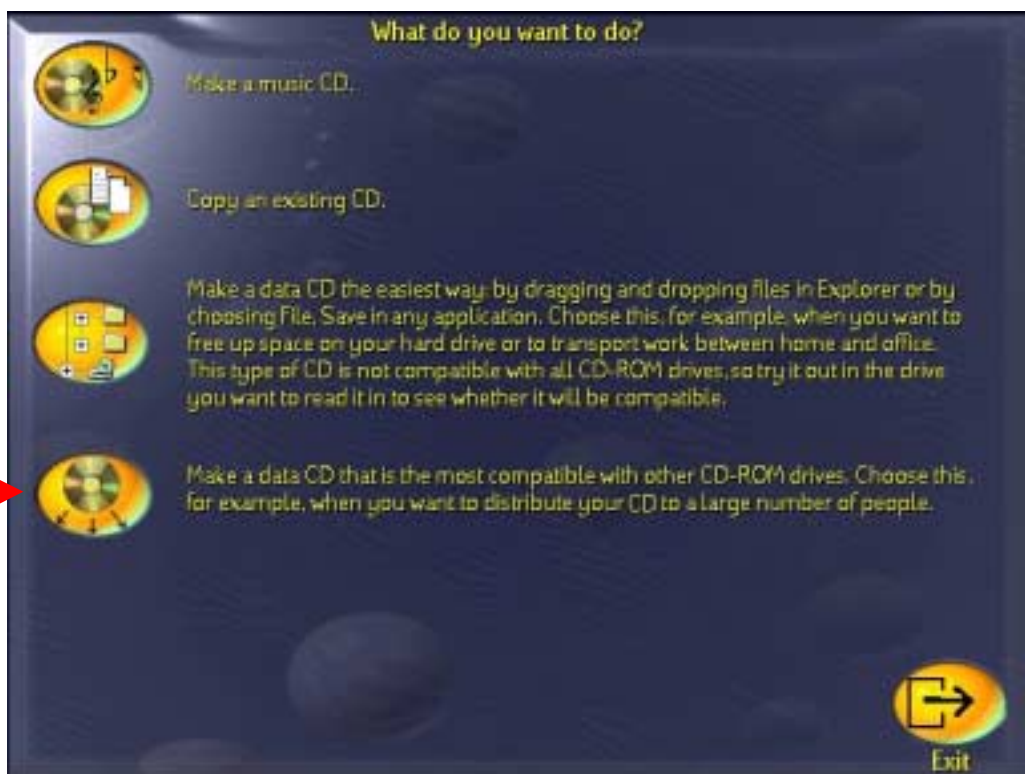 What do you want to do?
Make a music CD.
Copy an existing CD.
Make a data CD the easiest way: by dragging and dropping files in Explorer or by
choosing File, Save in any application. Choose this, for example, when you want to
free up space on your hard drive or to transport work between home and office.
This type of CD is not compatible with all CD-ROM drives, so try it out in the drive
you want to read it in to see whether it will be compatible.
Make a data CD that is the most compatible with other CD-ROM drives. Choose this,
for example, when you want to distribute your CD to a large number of people.
Exit